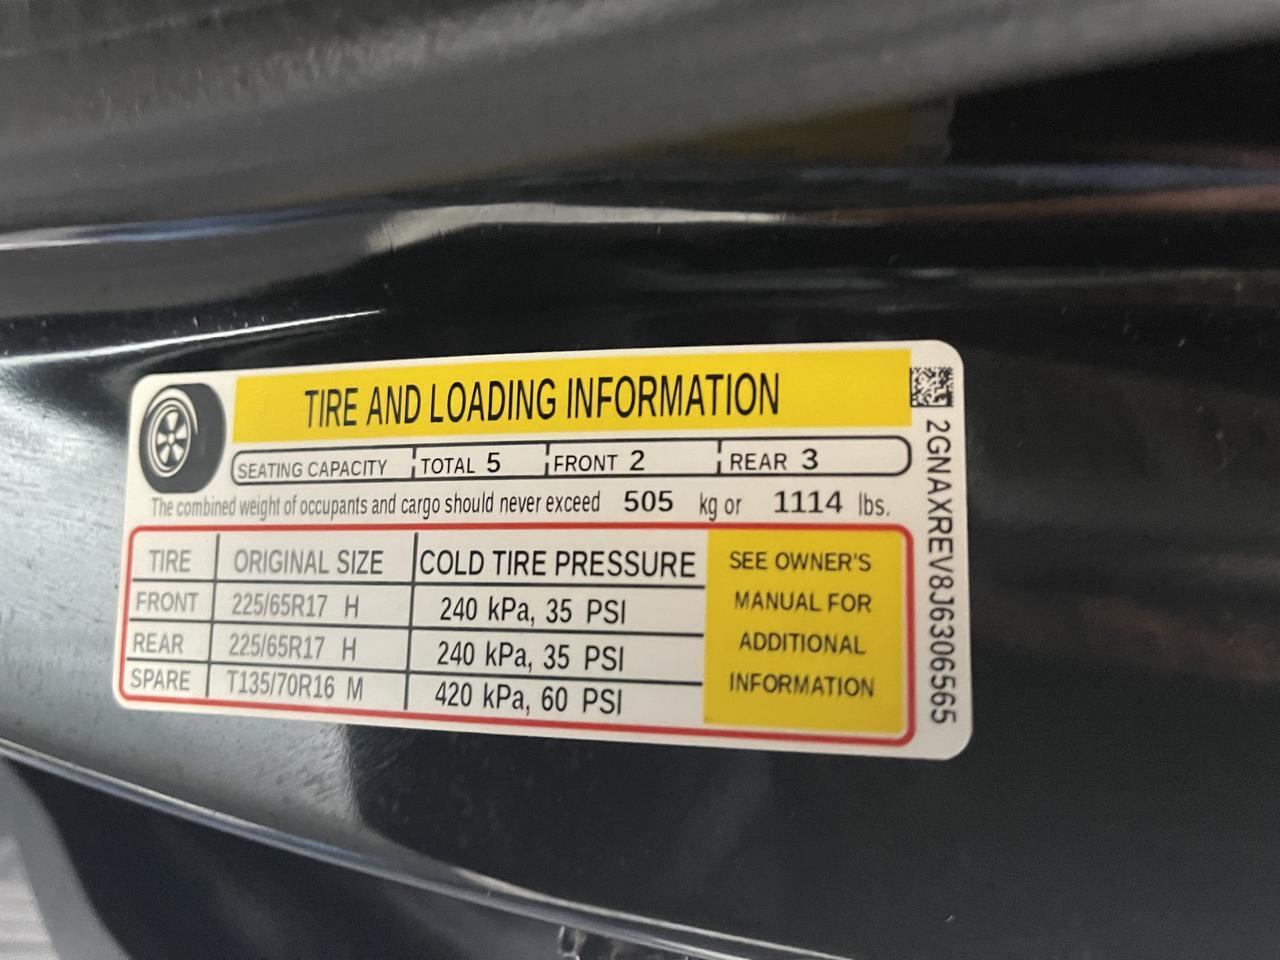 TIRE AND LOADING INFORMATION
SEATING CAPACITY TOTAL 5 FRONT 2 REAR 3
The combined weight of occupants and cargo should never exceed 505 kg or 1114 lbs.
TIRE ORIGINAL SIZE COLD TIRE PRESSURE
FRONT 225/65R17 H 240 kPa, 35 PSI
REAR 225/65R17 H 240 kPa, 35 PSI
SPARE T135/70R16 M 420 kPa, 60 PSI
SEE OWNER'S
MANUAL FOR
ADDITIONAL
INFORMATION
2GNAXREV8J6306565